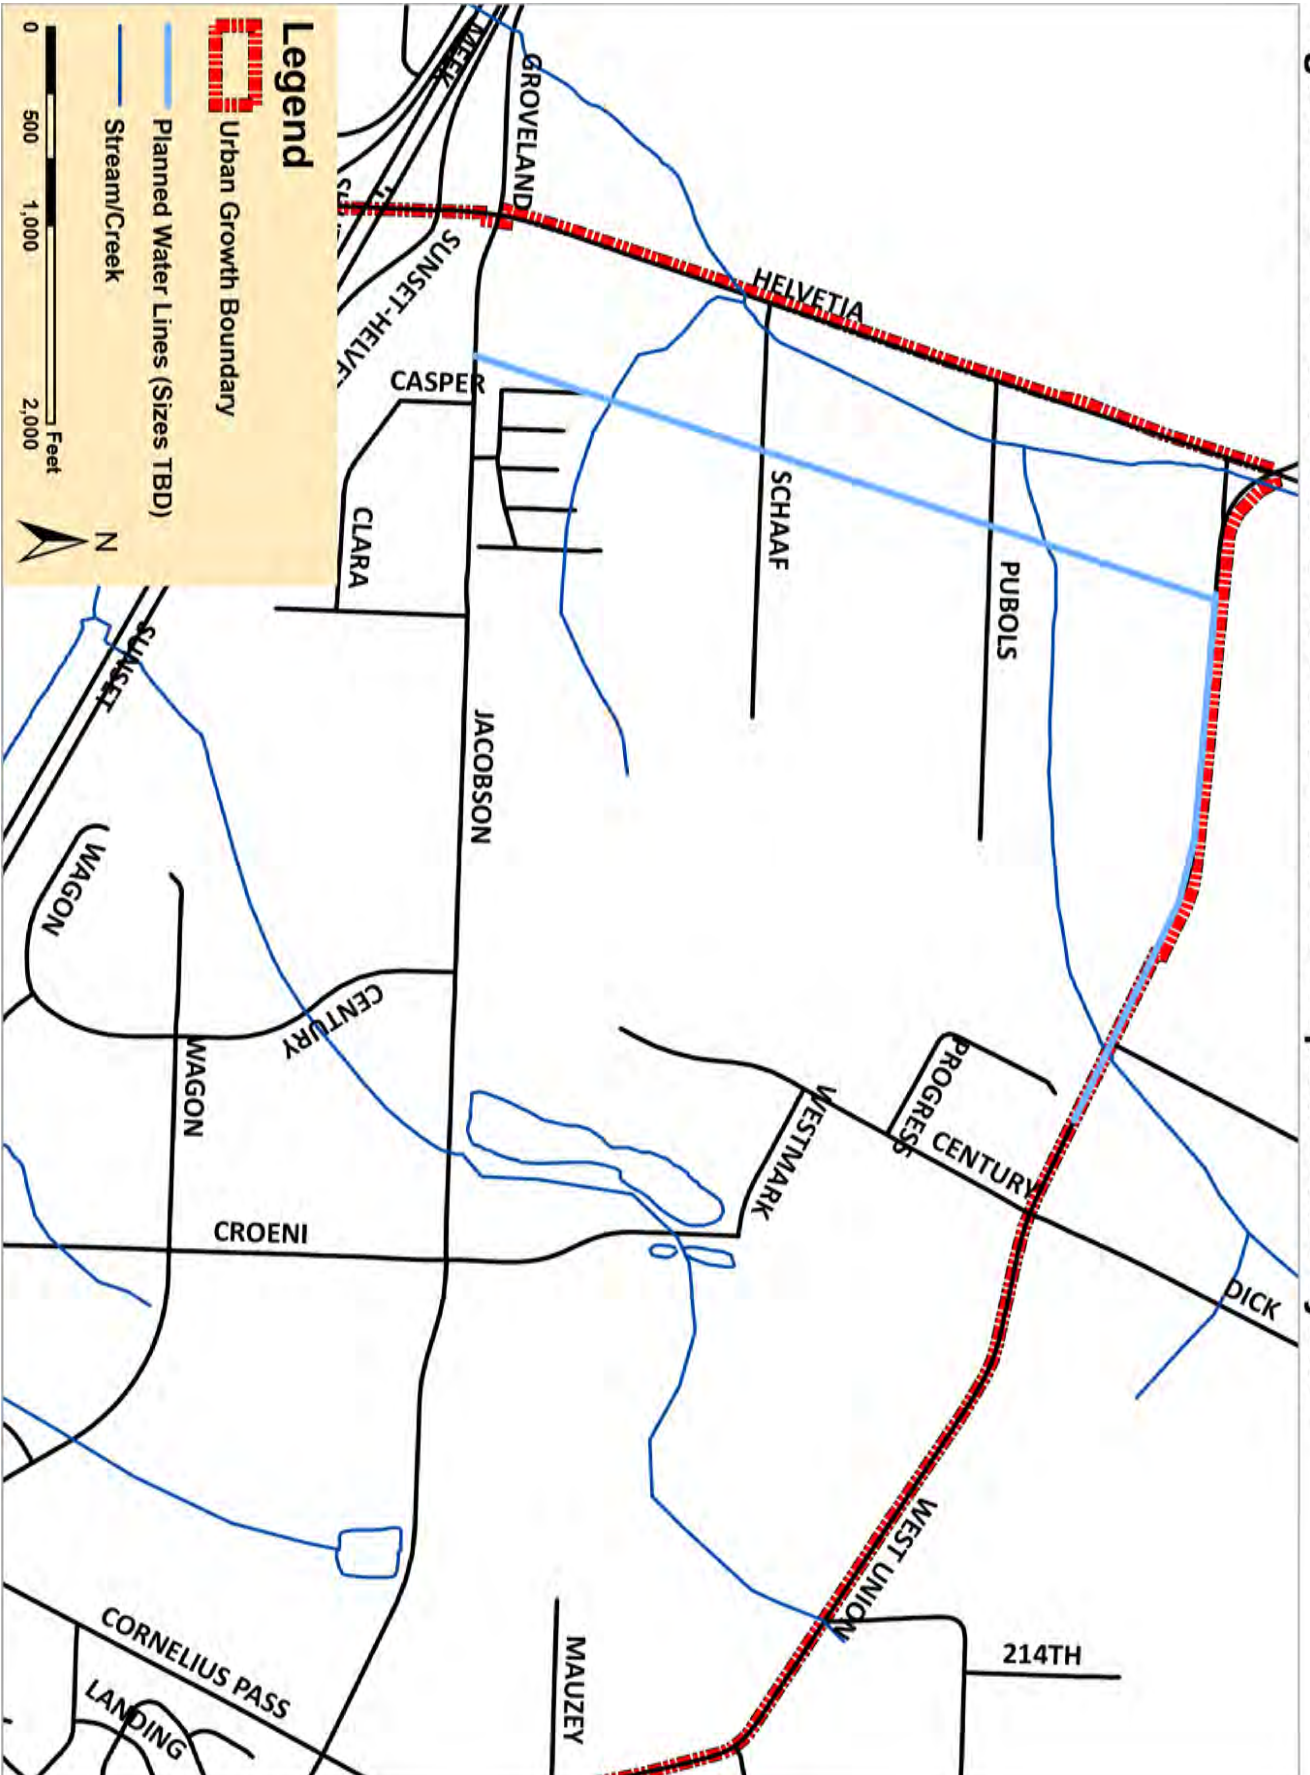 Legend
Urban Growth Boundary
Planned Water Lines (Sizes TBD)
Stream/Creek
0 500 1,000 2,000
Feet
N
MEEK
GROVELAND
SUNSET-HELVE
HELVETIA
CASPER
CLARA
SCHAAF
PUBOLS
JACOBSON
SUNSET
WAGON
CENTURY
WAGON
CROENI
WESTMARK
PROGRESS
CENTURY
DICK
WEST UNION
214TH
MAUZEY
CORNELIUS PASS
LANDING